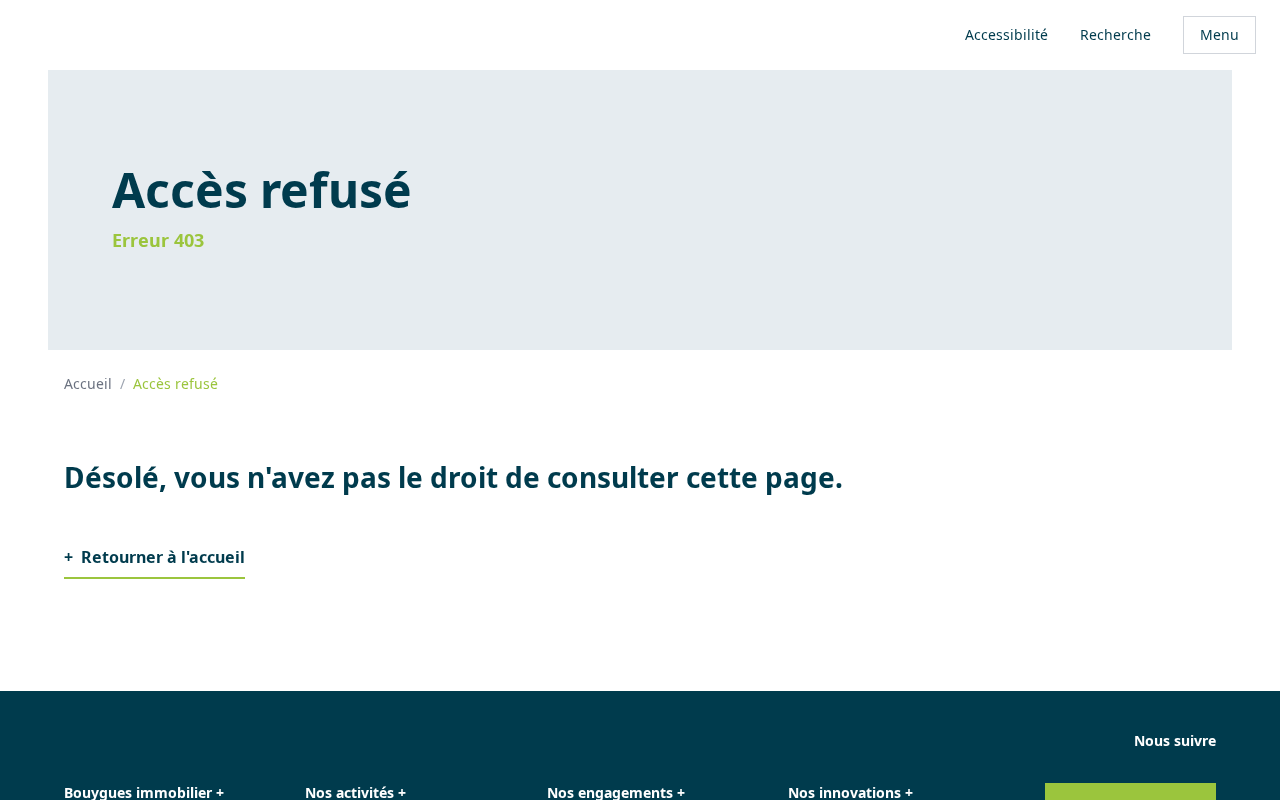 Accessibilité Recherche Menu
Accès refusé
Erreur 403
Accueil / Accès refusé
Désolé, vous n'avez pas le droit de consulter cette page.
+ Retourner à l'accueil
Nous suivre
Bouygues immobilier + Nos activités + Nos engagements + Nos innovations +